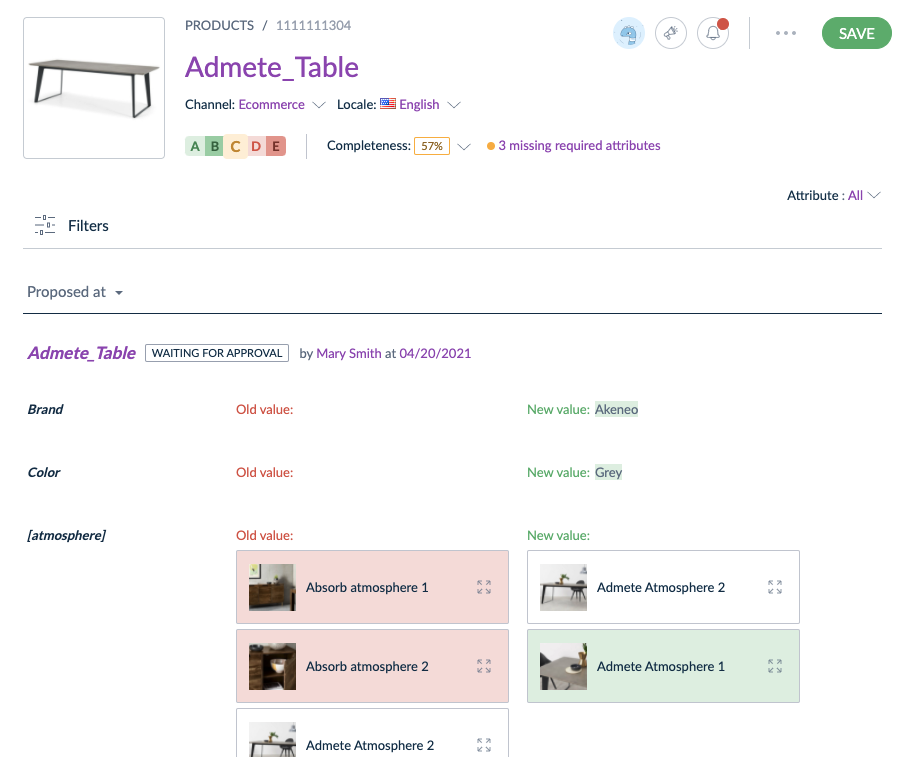 PRODUCTS / 1111111304
SAVE
Admete_Table
Channel: Ecommerce Locale: English
A B C D E Completeness: 57% 3 missing required attributes
Attribute : All
Filters
Proposed at
Admete_Table WAITING FOR APPROVAL by Mary Smith at 04/20/2021
Brand Old value: New value: Akeneo
Color Old value: New value: Grey
[atmosphere] Old value: New value:
Absorb atmosphere 1 Admete Atmosphere 2
Absorb atmosphere 2 Admete Atmosphere 1
Admete Atmosphere 2